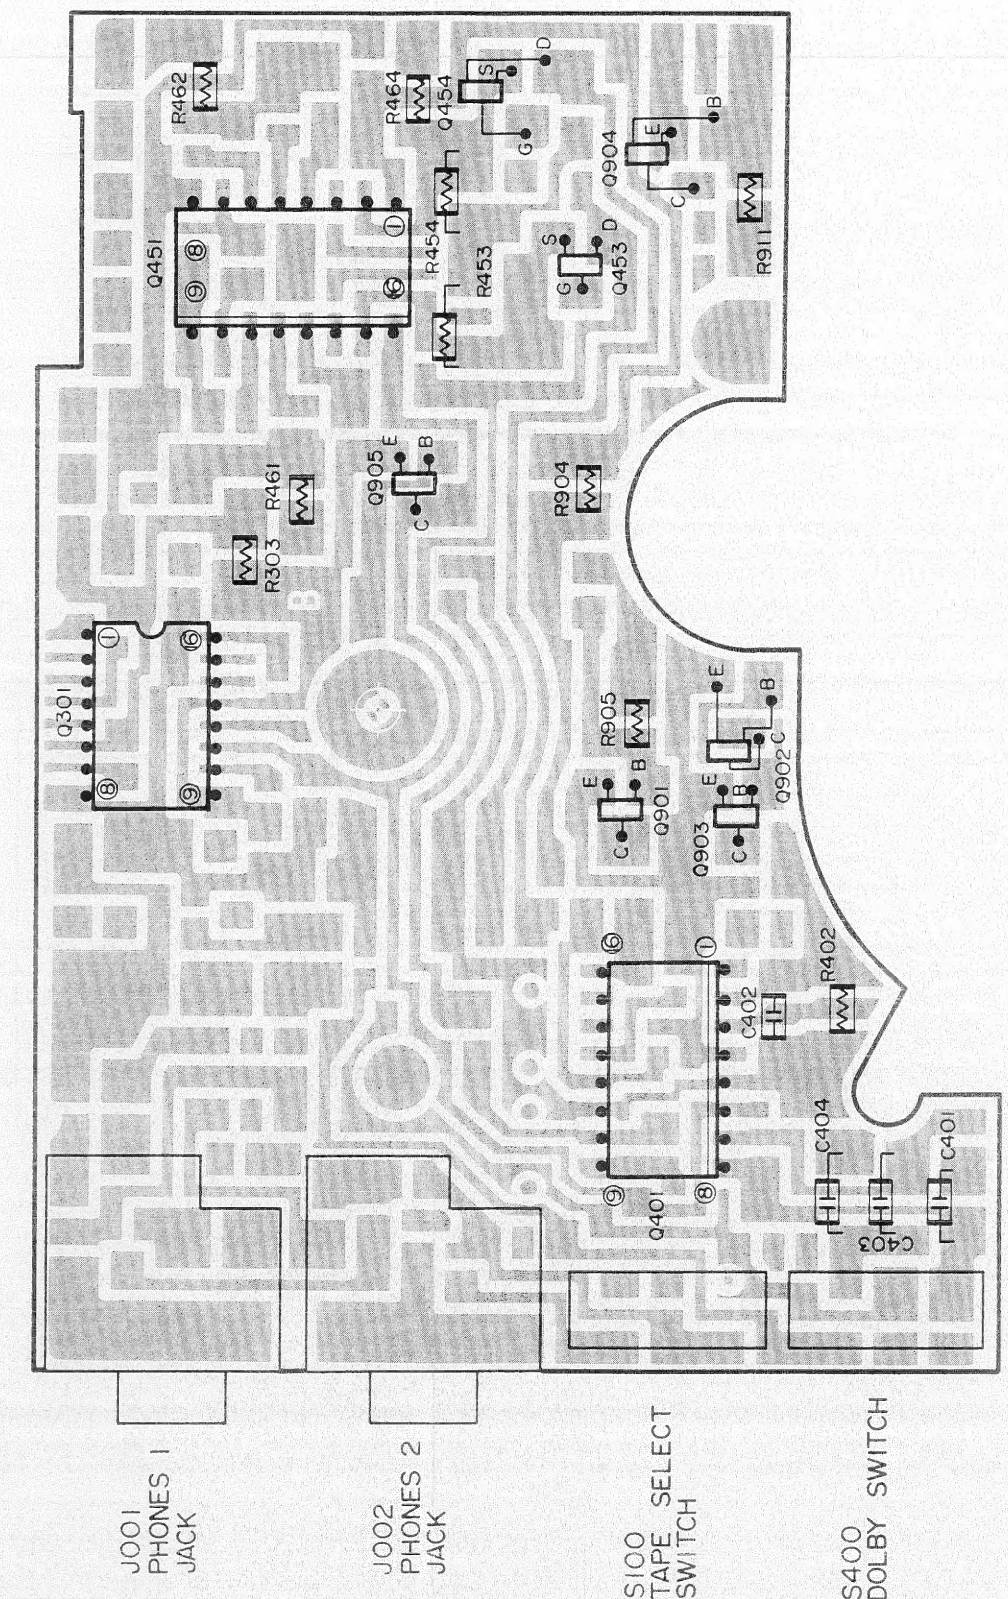 R462
R464
Q454
S
D
G
Q904
E
B
C
R911
Q451
8
9
1
16
R454
R453
S
D
G
Q453
R461
R303
Q905
E
B
C
R904
Q301
1
16
8
9
R905
E
B
C
Q901
E
B
C
Q902
E
B
C
Q903
16
1
9
8
Q401
C402
R402
C404
C403
C401
J001
PHONES 1
JACK
J002
PHONES 2
JACK
S100
TAPE SELECT
SWITCH
S400
DOLBY SWITCH